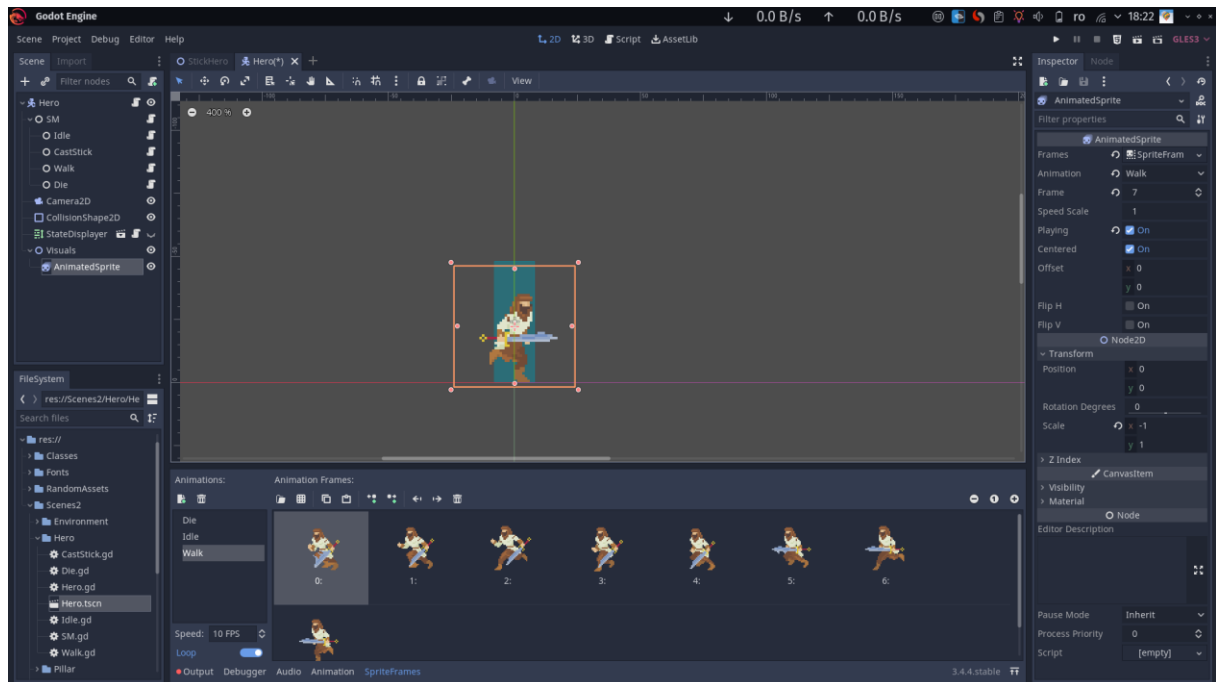 Godot Engine
0.0 B/s
0.0 B/s
ro
18:22
Scene Project Debug Editor Help
2D 3D Script AssetLib
GLES3
Scene Import
Filter nodes
Hero
SM
Idle
CastStick
Walk
Die
Camera2D
CollisionShape2D
StateDisplayer
Visuals
AnimatedSprite
FileSystem
res://Scenes2/Hero/He
Search files
res://
Classes
Fonts
RandomAssets
Scenes2
Environment
Hero
CastStick.gd
Die.gd
Hero.gd
Hero.tscn
Idle.gd
SM.gd
Walk.gd
Pillar
StickHero Hero(*)
View
400 %
Animations:
Die
Idle
Walk
Speed: 10 FPS
Loop
Animation Frames:
0: 1: 2: 3: 4: 5: 6:
Output Debugger Audio Animation SpriteFrames
3.4.4.stable
Inspector Node
AnimatedSprite
DOC
Filter properties
AnimatedSprite
Frames SpriteFram
Animation Walk
Frame 7
Speed Scale 1
Playing On
Centered On
Offset x 0
y 0
Flip H On
Flip V On
Node2D
Transform
Position x 0
y 0
Rotation Degrees 0
Scale x -1
y 1
Z Index
CanvasItem
Visibility
Material
Node
Editor Description
Pause Mode Inherit
Process Priority 0
Script [empty]